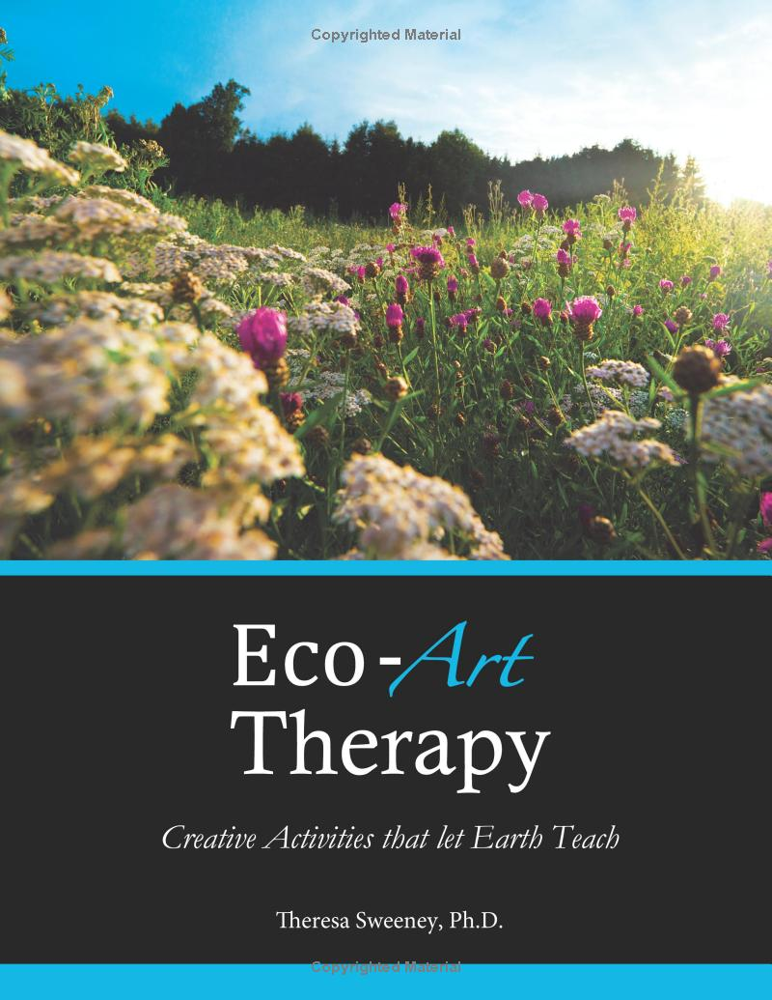 Copyrighted Material
Eco-Art
Therapy
Creative Activities that let Earth Teach
Theresa Sweeney, Ph.D.
Copyrighted Material